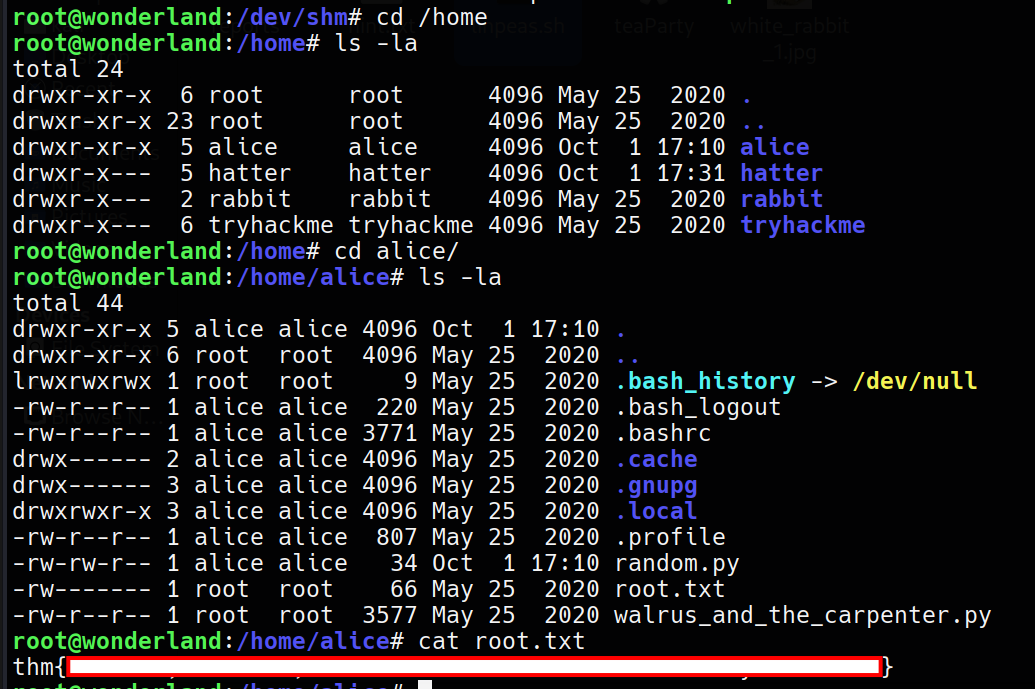 root@wonderland:/dev/shm# cd /home
root@wonderland:/home# ls -la
total 24
drwxr-xr-x  6 root      root      4096 May 25  2020 .
drwxr-xr-x 23 root      root      4096 May 25  2020 ..
drwxr-xr-x  5 alice     alice     4096 Oct  1 17:10 alice
drwxr-x---  5 hatter    hatter    4096 Oct  1 17:31 hatter
drwxr-x---  2 rabbit    rabbit    4096 May 25  2020 rabbit
drwxr-x---  6 tryhackme tryhackme 4096 May 25  2020 tryhackme
root@wonderland:/home# cd alice/
root@wonderland:/home/alice# ls -la
total 44
drwxr-xr-x 5 alice alice 4096 Oct  1 17:10 .
drwxr-xr-x 6 root  root  4096 May 25  2020 ..
lrwxrwxrwx 1 root  root     9 May 25  2020 .bash_history -> /dev/null
-rw-r--r-- 1 alice alice  220 May 25  2020 .bash_logout
-rw-r--r-- 1 alice alice 3771 May 25  2020 .bashrc
drwx------ 2 alice alice 4096 May 25  2020 .cache
drwx------ 3 alice alice 4096 May 25  2020 .gnupg
drwxrwxr-x 3 alice alice 4096 May 25  2020 .local
-rw-r--r-- 1 alice alice  807 May 25  2020 .profile
-rw-rw-r-- 1 alice alice   34 Oct  1 17:10 random.py
-rw------- 1 root  root    66 May 25  2020 root.txt
-rw-r--r-- 1 root  root  3577 May 25  2020 walrus_and_the_carpenter.py
root@wonderland:/home/alice# cat root.txt
thm{}
root@wonderland:/home/alice#
teaParty
white_rabbit
_1.jpg